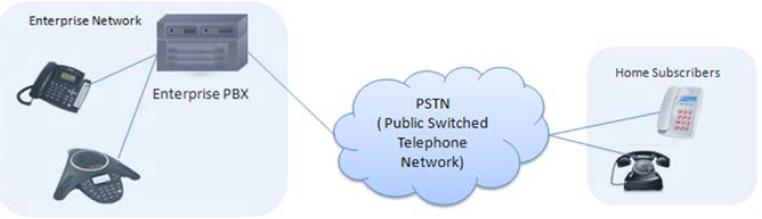 Enterprise Network
Enterprise PBX
PSTN
( Public Switched
Telephone
Network)
Home Subscribers